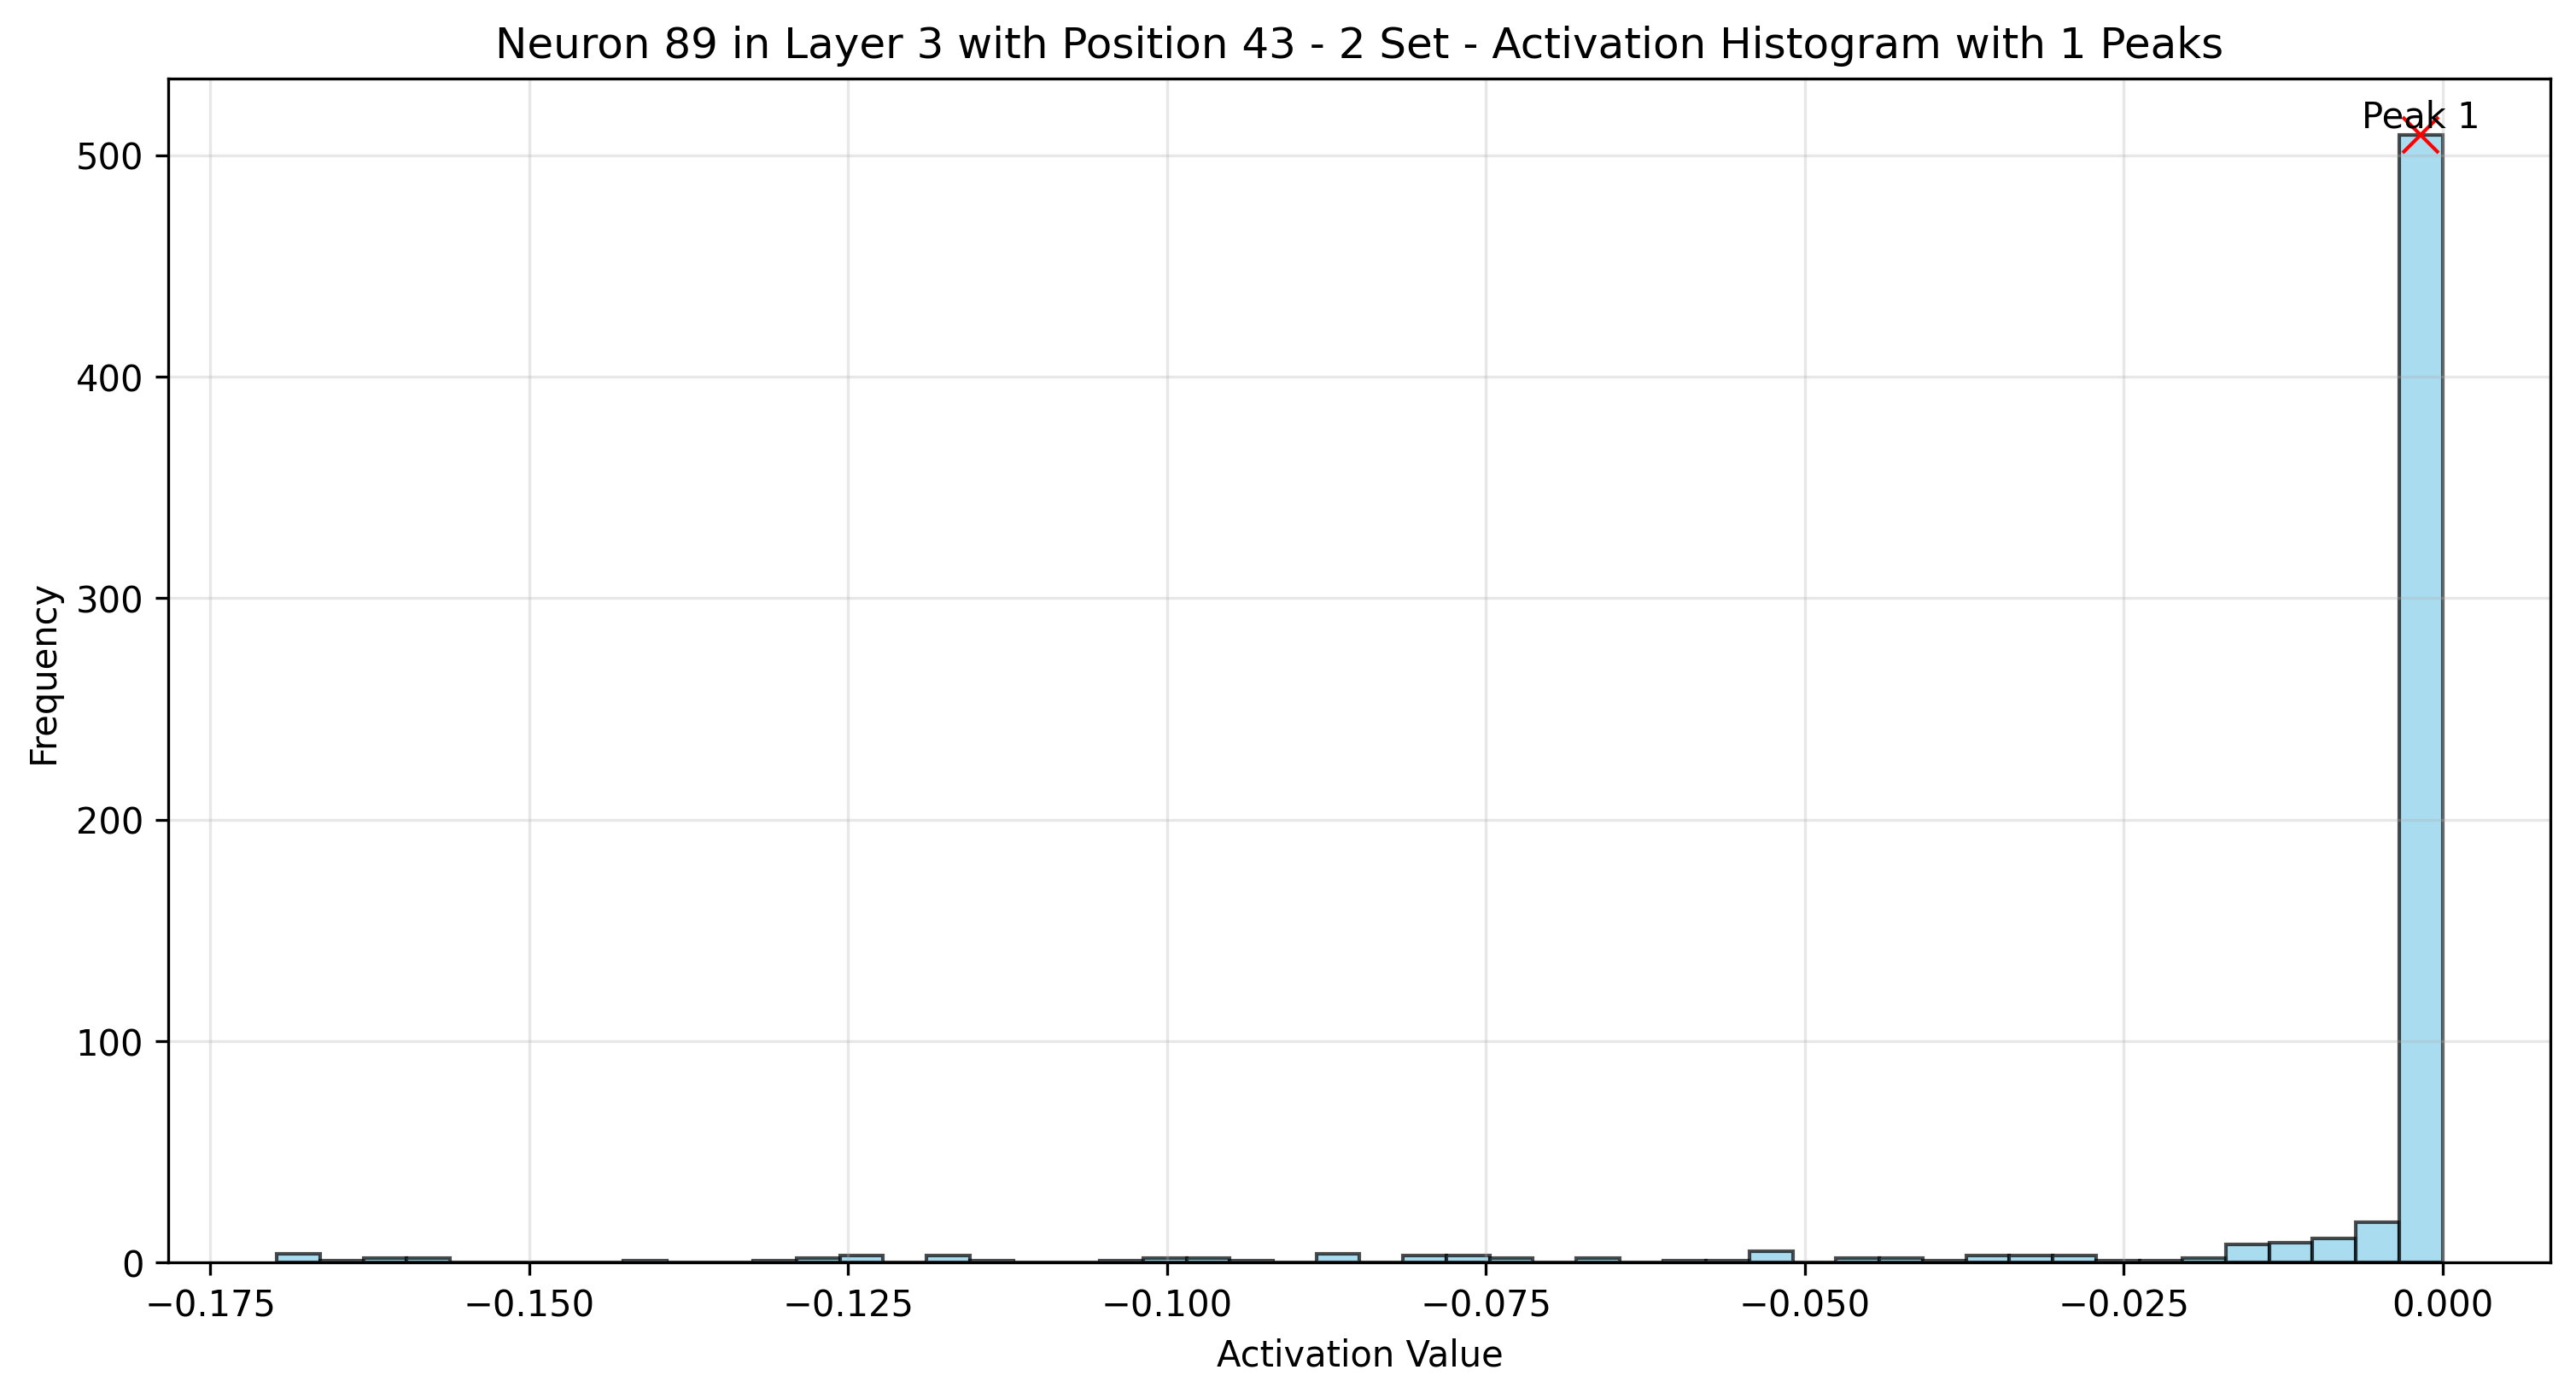 Neuron 89 in Layer 3 with Position 43 - 2 Set - Activation Histogram with 1 Peaks
Peak 1
500
400
300
200
100
0
Frequency
−0.175 −0.150 −0.125 −0.100 −0.075 −0.050 −0.025 0.000
Activation Value